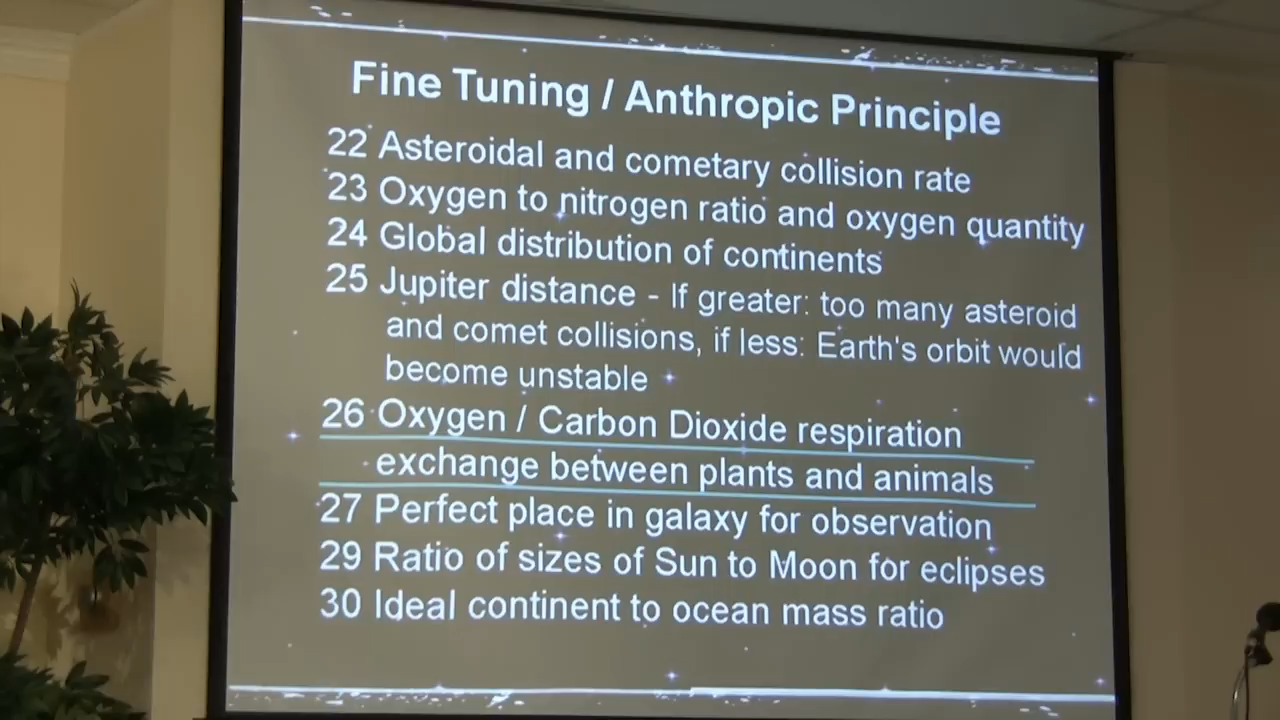 Fine Tuning / Anthropic Principle
22 Asteroidal and cometary collision rate
23 Oxygen to nitrogen ratio and oxygen quantity
24 Global distribution of continents
25 Jupiter distance - If greater: too many asteroid
and comet collisions, if less: Earth's orbit would
become unstable
26 Oxygen / Carbon Dioxide respiration
exchange between plants and animals
27 Perfect place in galaxy for observation
29 Ratio of sizes of Sun to Moon for eclipses
30 Ideal continent to ocean mass ratio